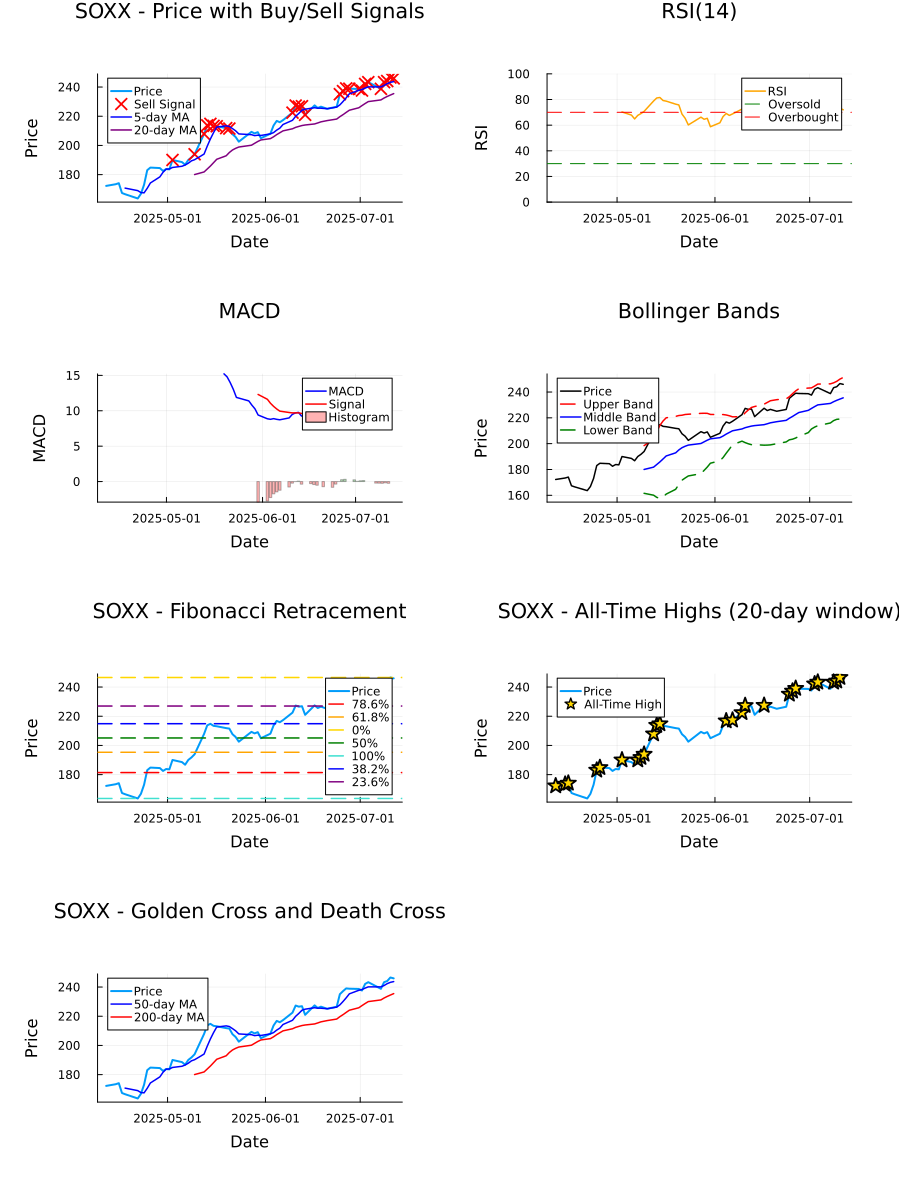 SOXX - Price with Buy/Sell Signals
Price
240
220
200
180
Price
Sell Signal
5-day MA
20-day MA
2025-05-01 2025-06-01 2025-07-01
Date
RSI(14)
RSI
100
80
60
40
20
0
RSI
Oversold
Overbought
2025-05-01 2025-06-01 2025-07-01
Date
MACD
MACD
15
10
5
0
MACD
Signal
Histogram
2025-05-01 2025-06-01 2025-07-01
Date
Bollinger Bands
Price
240
220
200
180
160
Price
Upper Band
Middle Band
Lower Band
2025-05-01 2025-06-01 2025-07-01
Date
SOXX - Fibonacci Retracement
Price
240
220
200
180
Price
78.6%
61.8%
0%
50%
100%
38.2%
23.6%
2025-05-01 2025-06-01 2025-07-01
Date
SOXX - All-Time Highs (20-day window)
Price
240
220
200
180
Price
All-Time High
2025-05-01 2025-06-01 2025-07-01
Date
SOXX - Golden Cross and Death Cross
Price
240
220
200
180
Price
50-day MA
200-day MA
2025-05-01 2025-06-01 2025-07-01
Date